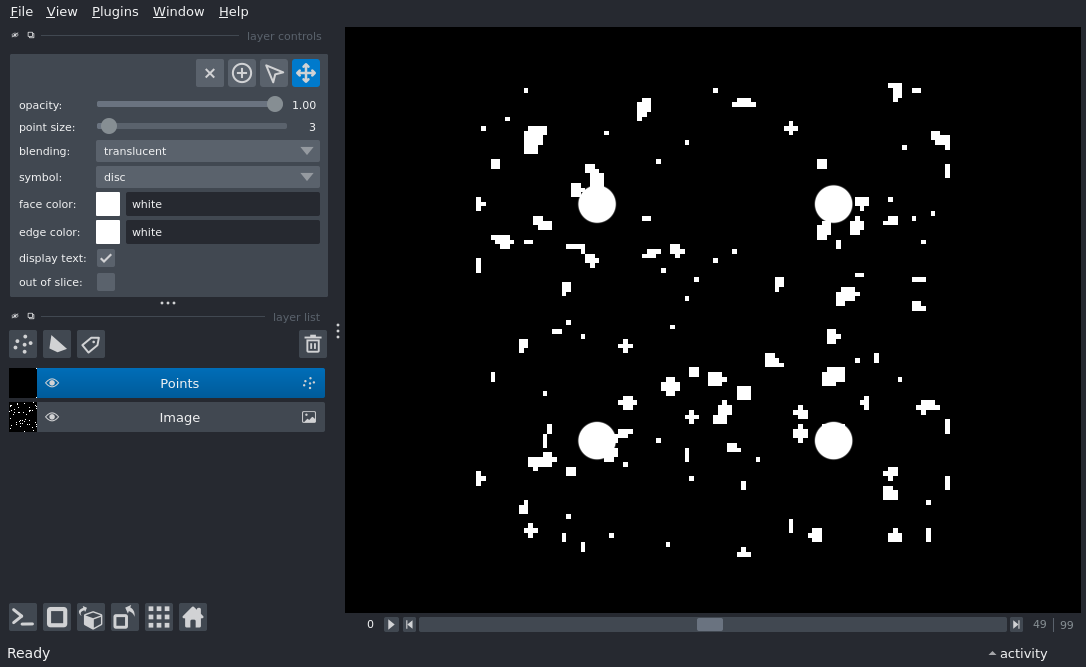 File View Plugins Window Help
layer controls
opacity: 1.00
point size: 3
blending: translucent
symbol: disc
face color: white
edge color: white
display text:
out of slice:
layer list
Points
Image
0 49 | 99
Ready activity